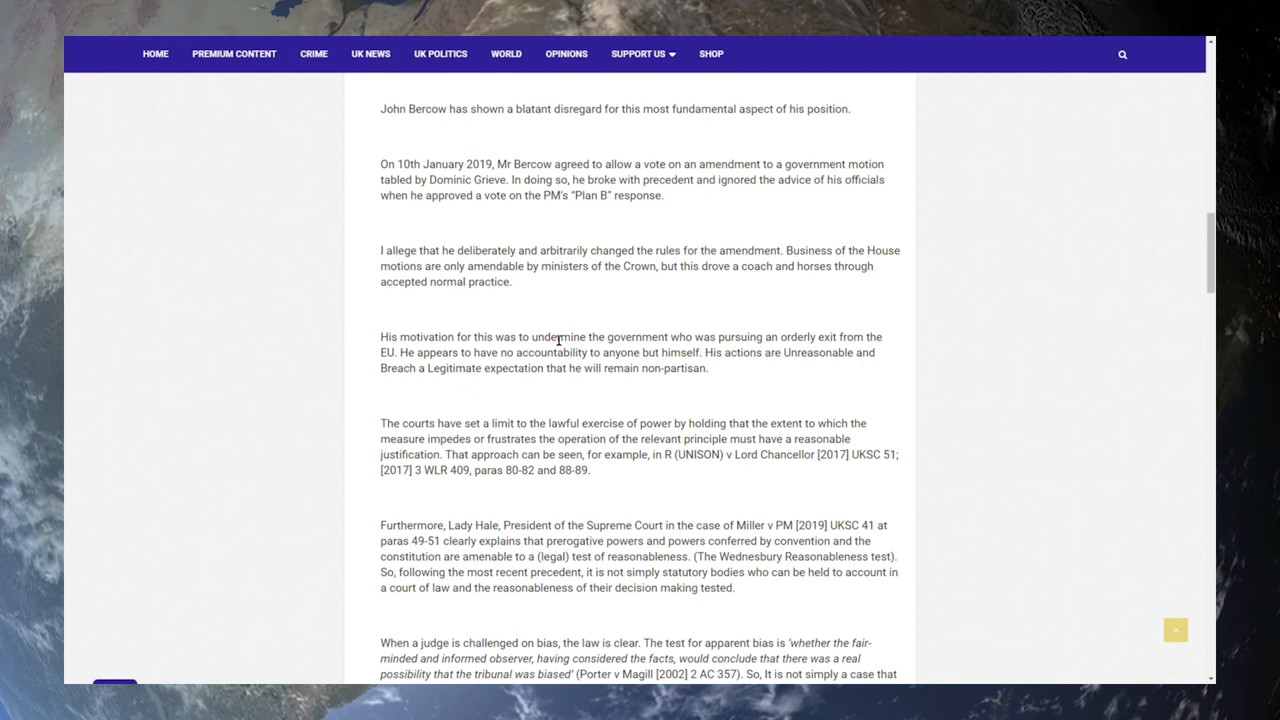 HOME PREMIUM CONTENT CRIME UK NEWS UK POLITICS WORLD OPINIONS SUPPORT US SHOP
John Bercow has shown a blatant disregard for this most fundamental aspect of his position.
On 10th January 2019, Mr Bercow agreed to allow a vote on an amendment to a government motion
tabled by Dominic Grieve. In doing so, he broke with precedent and ignored the advice of his officials
when he approved a vote on the PM's “Plan B” response.
I allege that he deliberately and arbitrarily changed the rules for the amendment. Business of the House
motions are only amendable by ministers of the Crown, but this drove a coach and horses through
accepted normal practice.
His motivation for this was to undermine the government who was pursuing an orderly exit from the
EU. He appears to have no accountability to anyone but himself. His actions are Unreasonable and
Breach a Legitimate expectation that he will remain non-partisan.
The courts have set a limit to the lawful exercise of power by holding that the extent to which the
measure impedes or frustrates the operation of the relevant principle must have a reasonable
justification. That approach can be seen, for example, in R (UNISON) v Lord Chancellor [2017] UKSC 51;
[2017] 3 WLR 409, paras 80-82 and 88-89.
Furthermore, Lady Hale, President of the Supreme Court in the case of Miller v PM [2019] UKSC 41 at
paras 49-51 clearly explains that prerogative powers and powers conferred by convention and the
constitution are amenable to a (legal) test of reasonableness. (The Wednesbury Reasonableness test).
So, following the most recent precedent, it is not simply statutory bodies who can be held to account in
a court of law and the reasonableness of their decision making tested.
When a judge is challenged on bias, the law is clear. The test for apparent bias is ‘whether the fair-
minded and informed observer, having considered the facts, would conclude that there was a real
possibility that the tribunal was biased’ (Porter v Magill [2002] 2 AC 357). So, It is not simply a case that